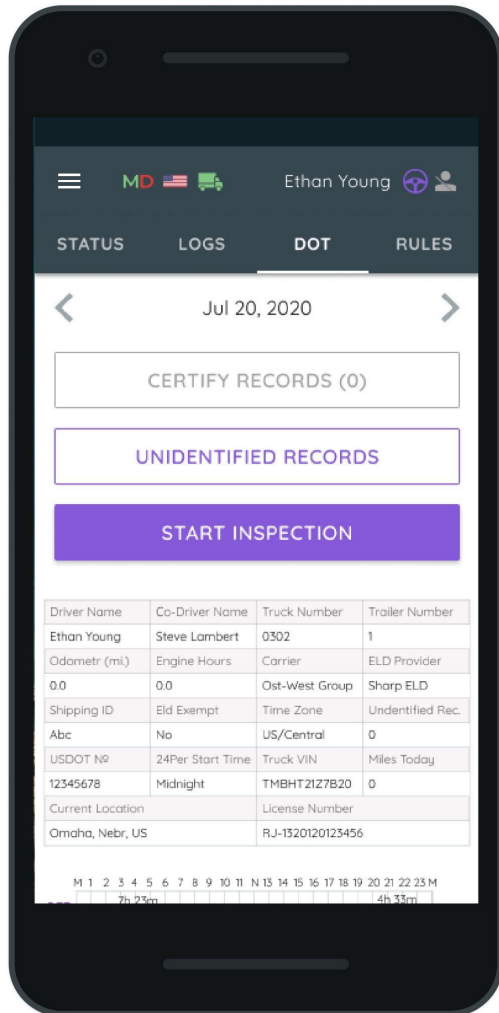 MD Ethan Young
STATUS LOGS DOT RULES
Jul 20, 2020
CERTIFY RECORDS (0)
UNIDENTIFIED RECORDS
START INSPECTION
Driver Name Co-Driver Name Truck Number Trailer Number
Ethan Young Steve Lambert 0302 1
Odometr (mi.) Engine Hours Carrier ELD Provider
0.0 0.0 Ost-West Group Sharp ELD
Shipping ID Eld Exempt Time Zone Undentified Rec.
Abc No US/Central 0
USDOT Nº 24Per Start Time Truck VIN Miles Today
12345678 Midnight TMBHT21Z7B20 0
Current Location License Number
Omaha, Nebr, US RJ-1320120123456
M 1 2 3 4 5 6 7 8 9 10 11 N 13 14 15 16 17 18 19 20 21 22 23 M
7h 23m 4h 33m